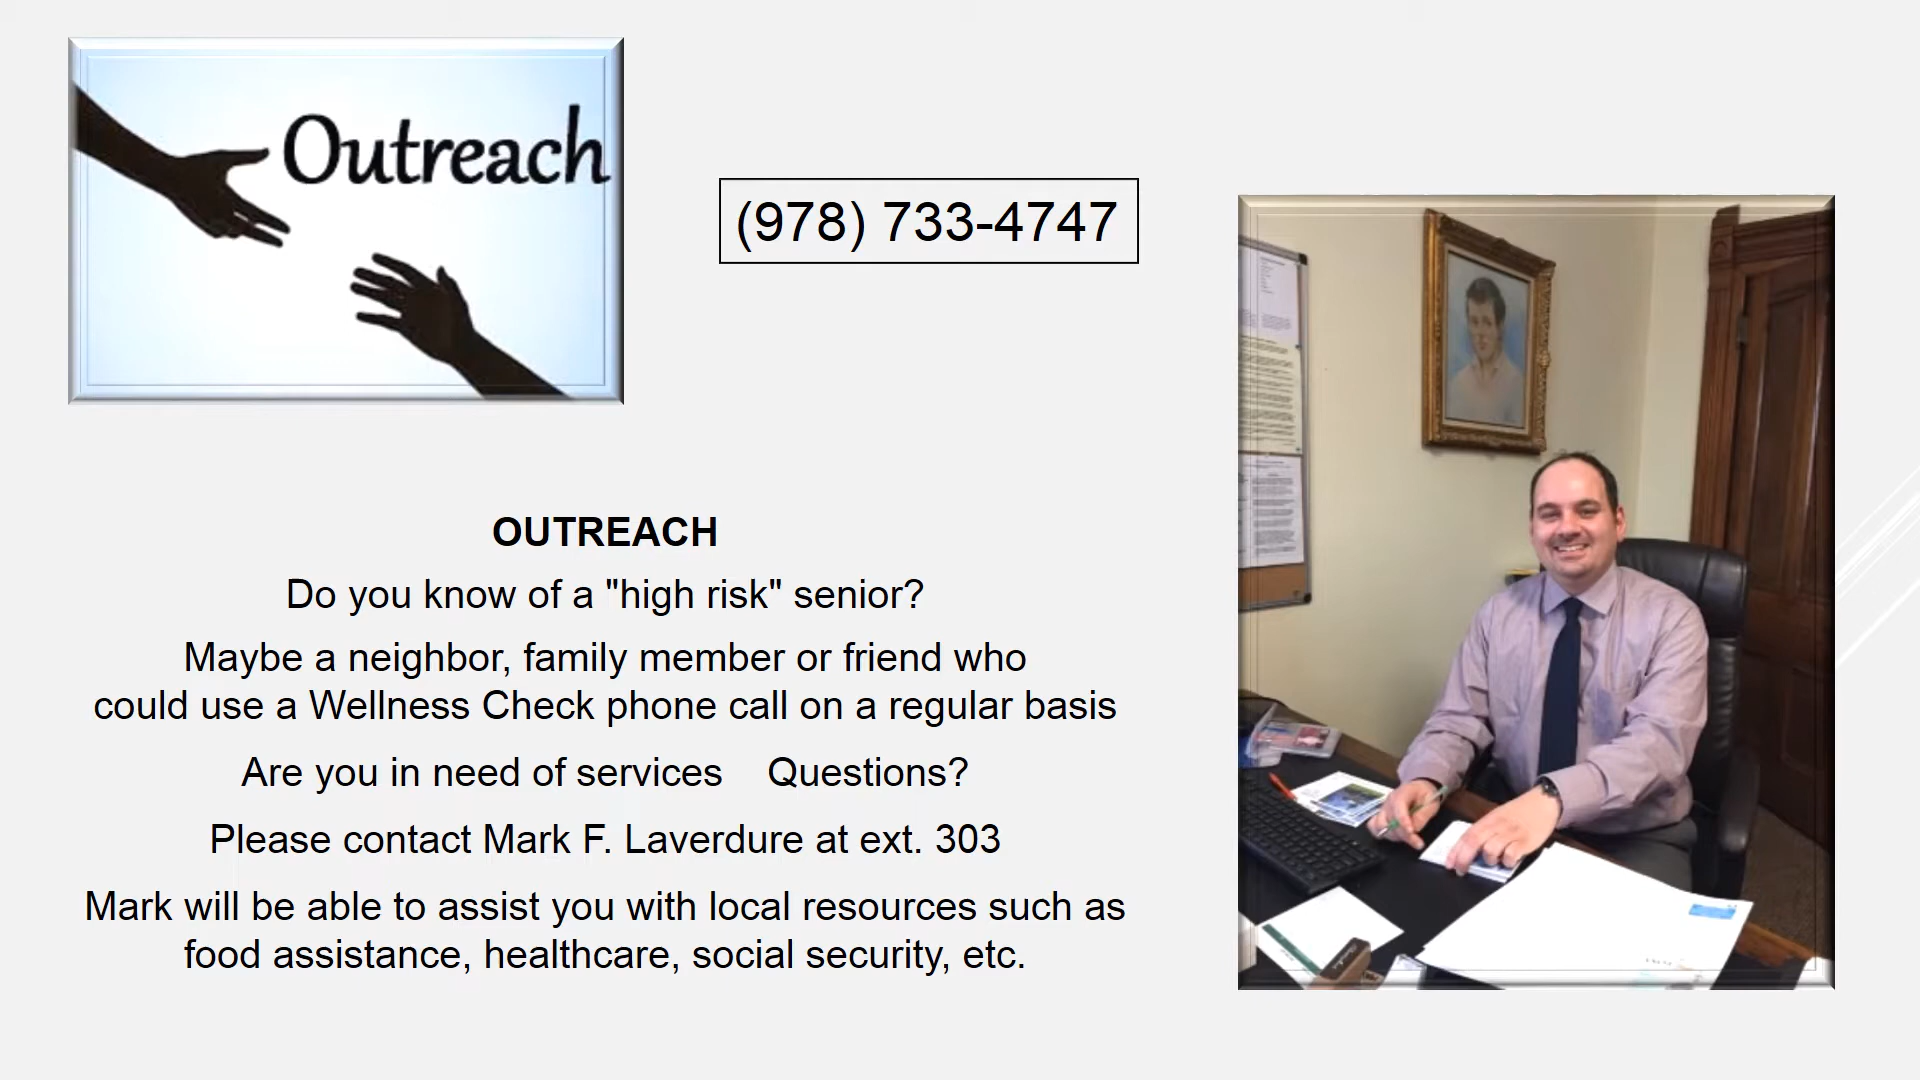 Outreach
(978) 733-4747
OUTREACH
Do you know of a "high risk" senior?
Maybe a neighbor, family member or friend who
could use a Wellness Check phone call on a regular basis
Are you in need of services    Questions?
Please contact Mark F. Laverdure at ext. 303
Mark will be able to assist you with local resources such as
food assistance, healthcare, social security, etc.